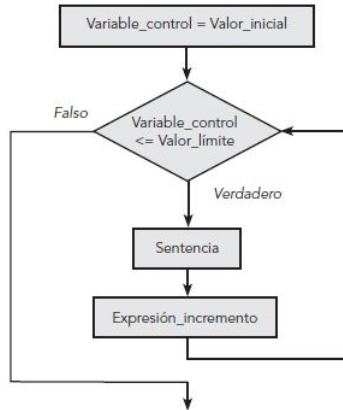 Variable_control = Valor_inicial
Falso
Variable_control
<= Valor_límite
Verdadero
Sentencia
Expresión_incremento